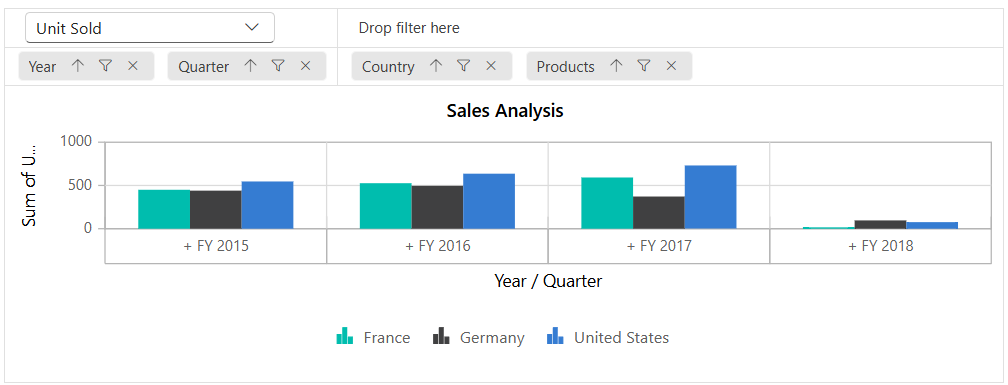 Unit Sold
Drop filter here
Year
Quarter
Country
Products
Sales Analysis
Sum of U...
1000
500
0
+ FY 2015
+ FY 2016
+ FY 2017
+ FY 2018
Year / Quarter
France
Germany
United States